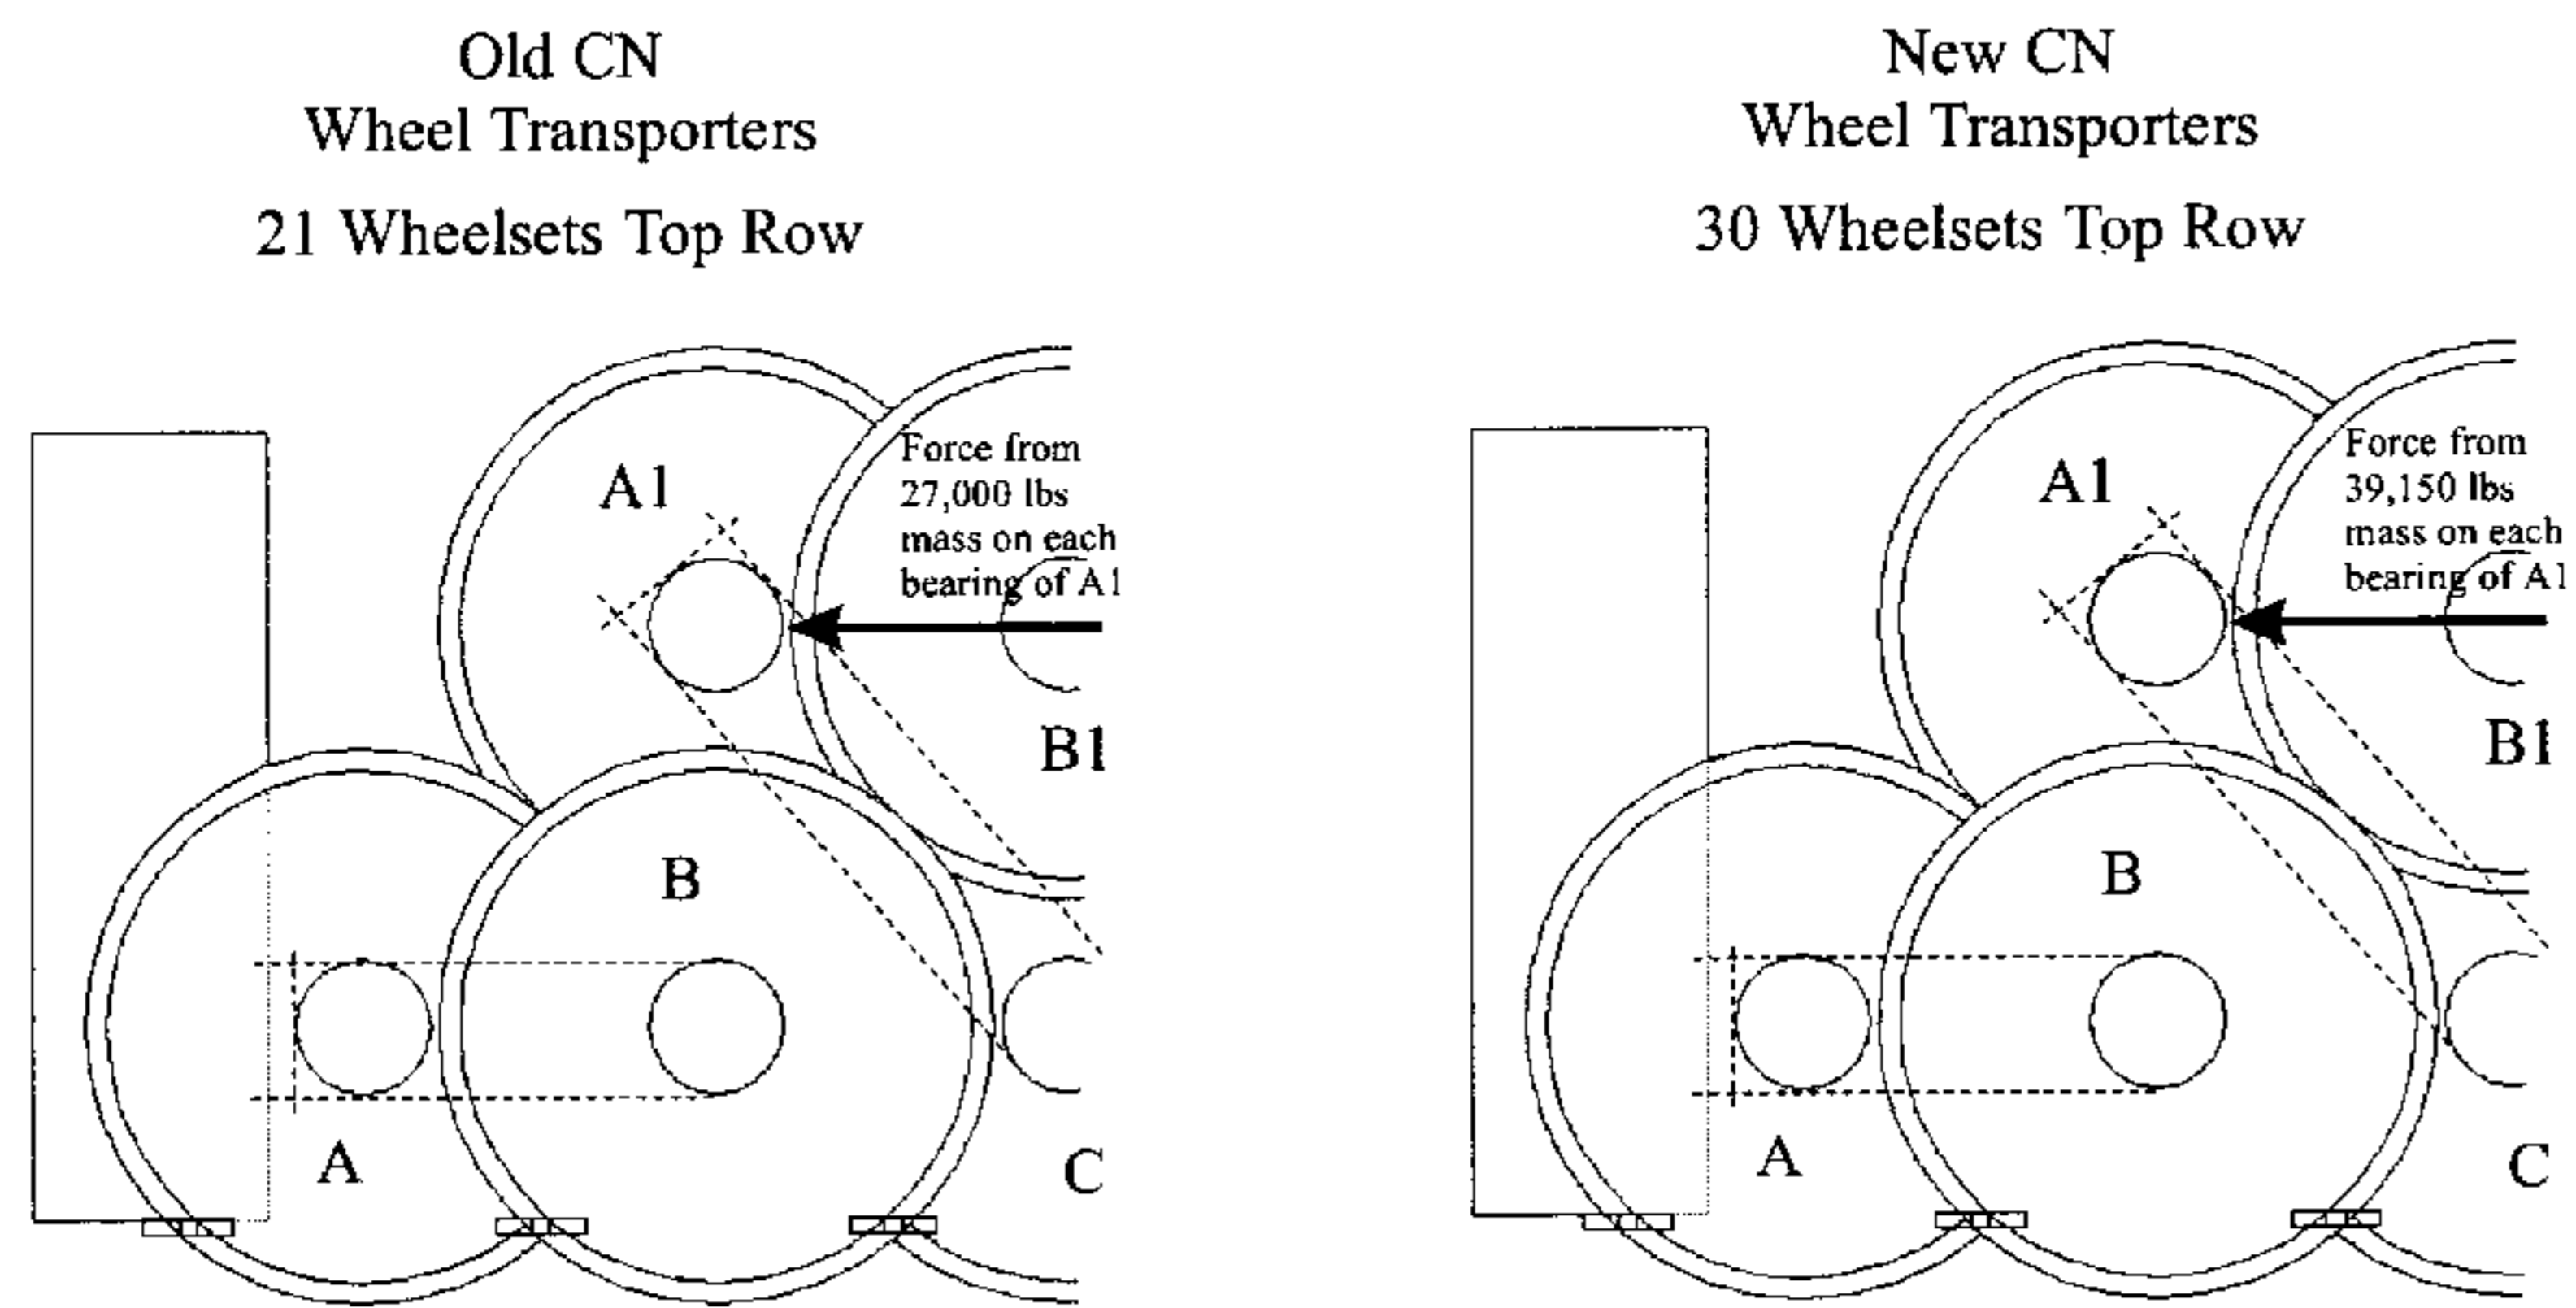 Old CN
Wheel Transporters
21 Wheelsets Top Row
A1
Force from
27,000 lbs
mass on each
bearing of A1
B1
B
A
C
New CN
Wheel Transporters
30 Wheelsets Top Row
A1
Force from
39,150 lbs
mass on each
bearing of A1
B1
B
A
C